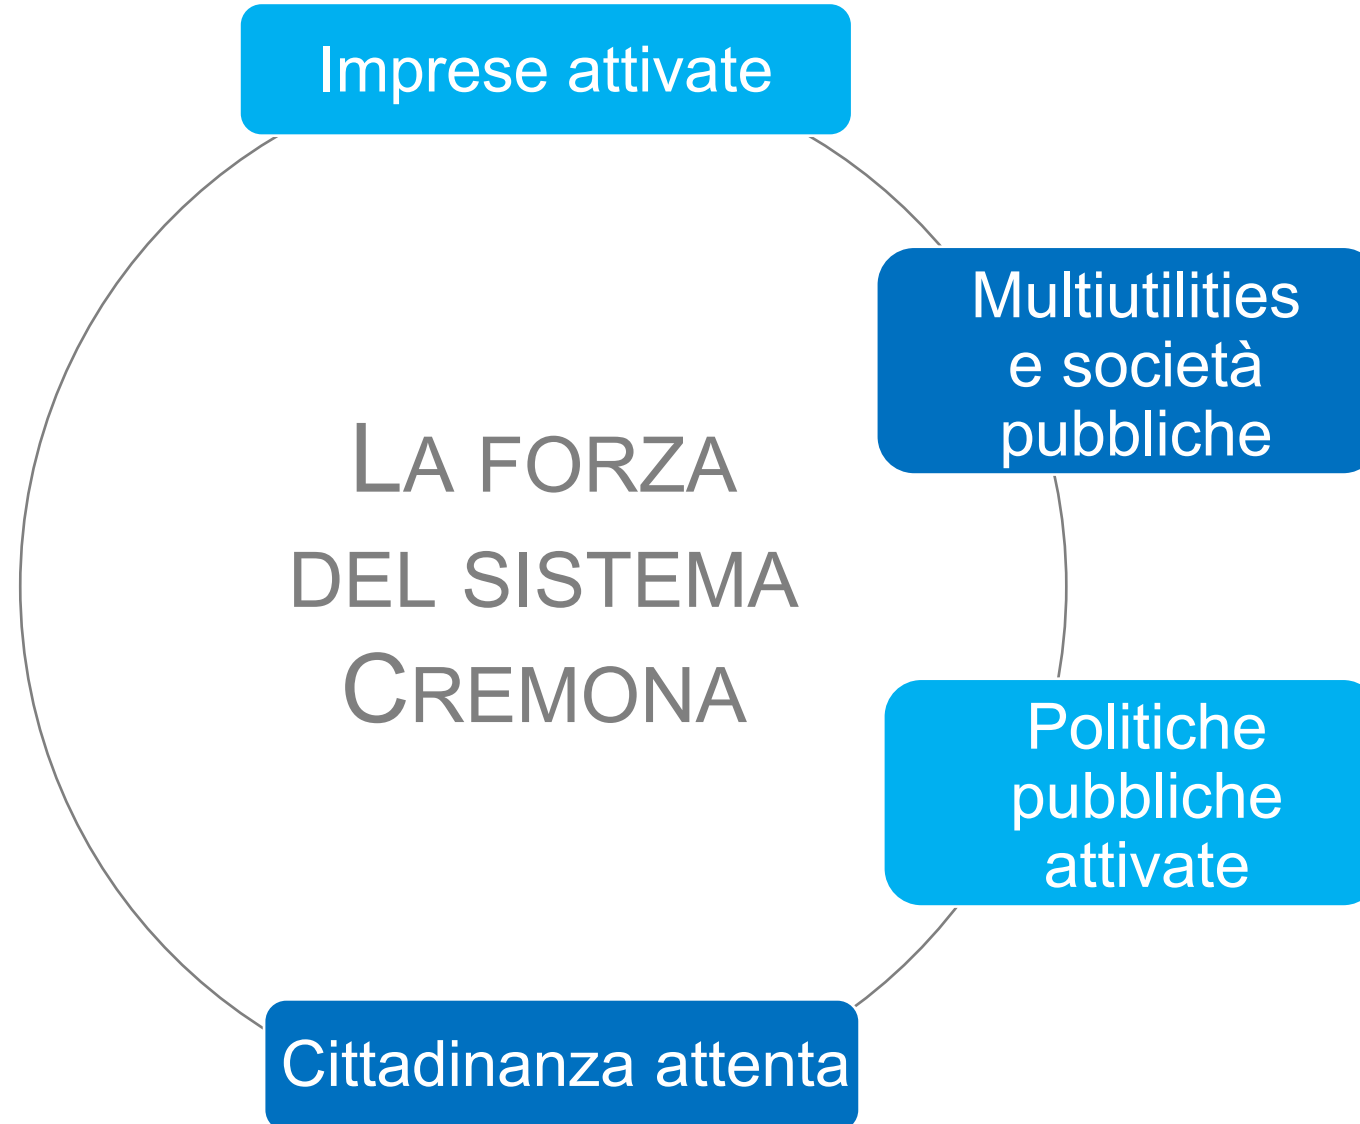 Imprese attivate
Multiutilities
e società
pubbliche
LA FORZA
DEL SISTEMA
CREMONA
Politiche
pubbliche
attivate
Cittadinanza attenta